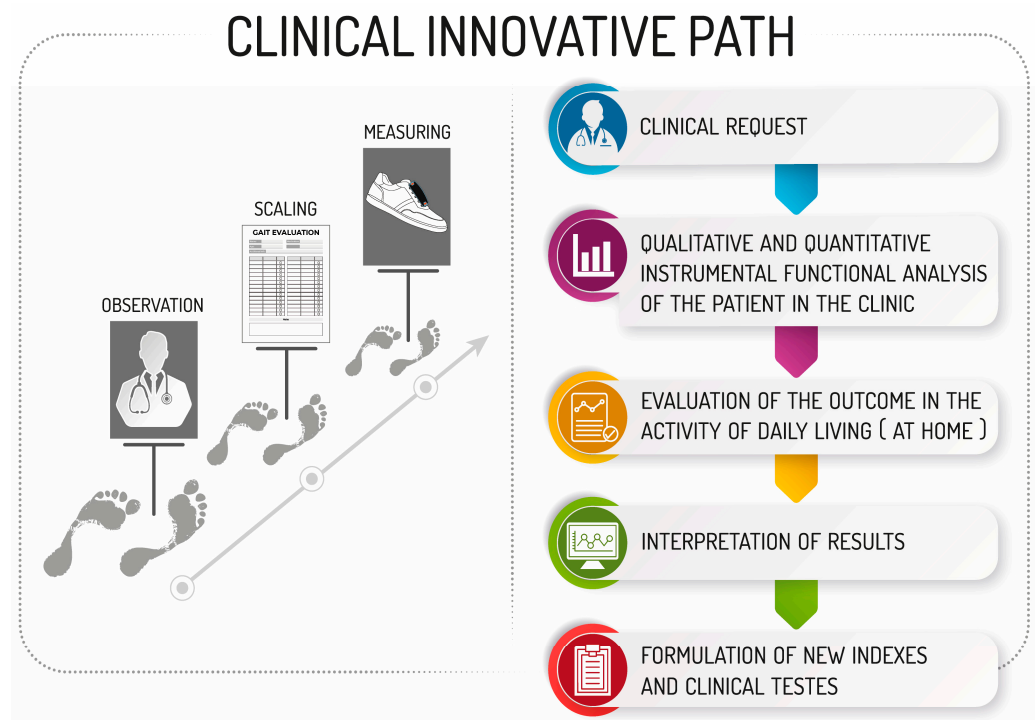 CLINICAL INNOVATIVE PATH
MEASURING
SCALING
GAIT EVALUATION
OBSERVATION
CLINICAL REQUEST
QUALITATIVE AND QUANTITATIVE
INSTRUMENTAL FUNCTIONAL ANALYSIS
OF THE PATIENT IN THE CLINIC
EVALUATION OF THE OUTCOME IN THE
ACTIVITY OF DAILY LIVING ( AT HOME )
INTERPRETATION OF RESULTS
FORMULATION OF NEW INDEXES
AND CLINICAL TESTES